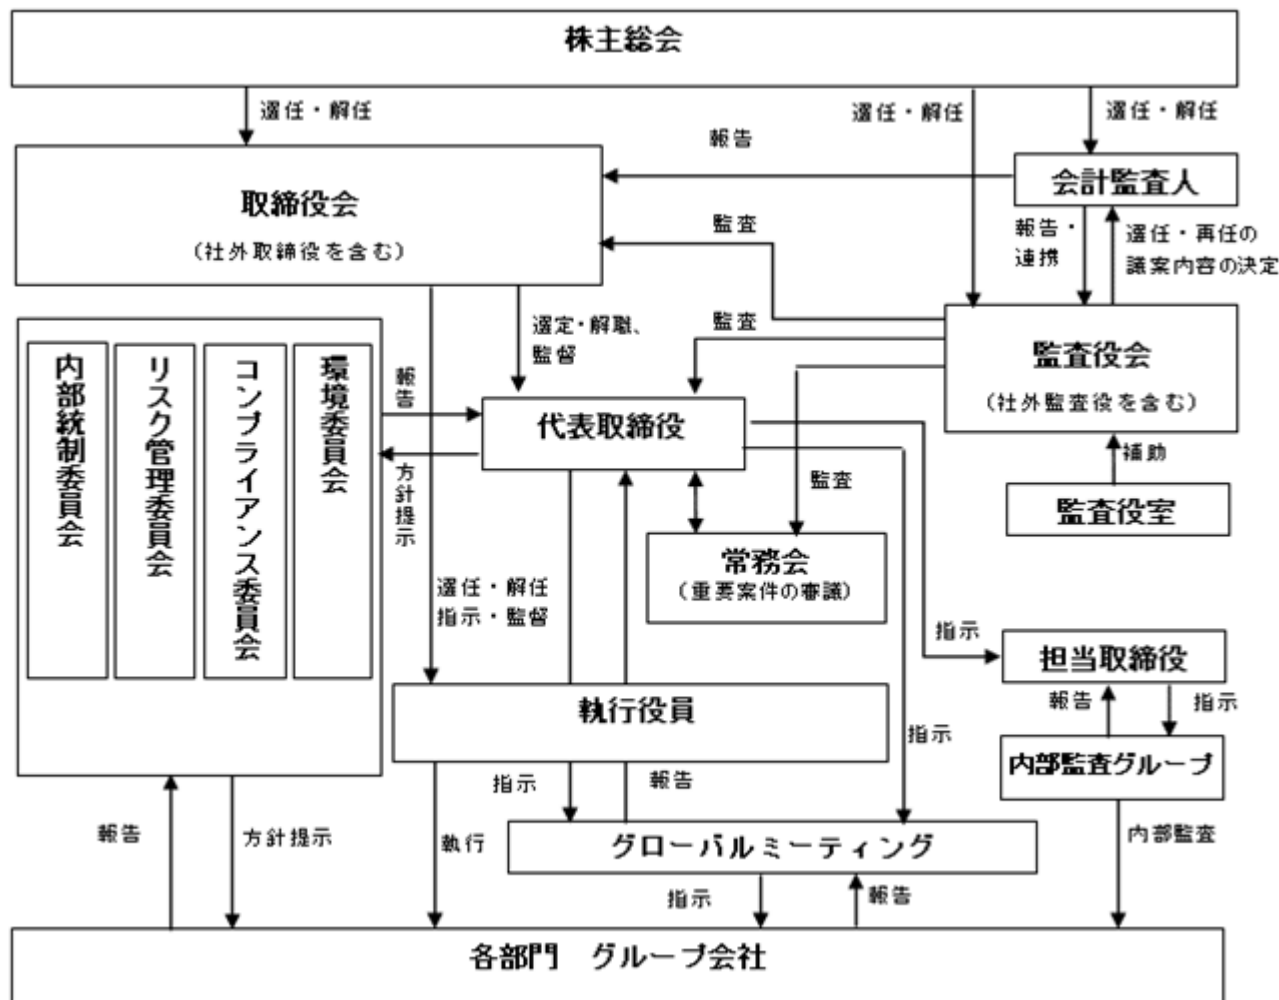 株主総会
選任・解任
選任・解任
選任・解任
報告
会計監査人
取締役会
(社外取締役を含む)
監査
報告・
連携
選任・再任の
議案内容の決定
選定・解職、
監督
監査
監査役会
(社外監査役を含む)
内部統制委員会
リスク管理委員会
コンプライアンス委員会
環境委員会
報告
代表取締役
方針提示
監査
補助
監査役室
常務会
(重要案件の審議)
選任・解任
指示・監督
指示
担当取締役
報告
指示
執行役員
指示
内部監査グループ
指示
報告
報告
方針提示
執行
グローバルミーティング
内部監査
指示
報告
各部門　グループ会社